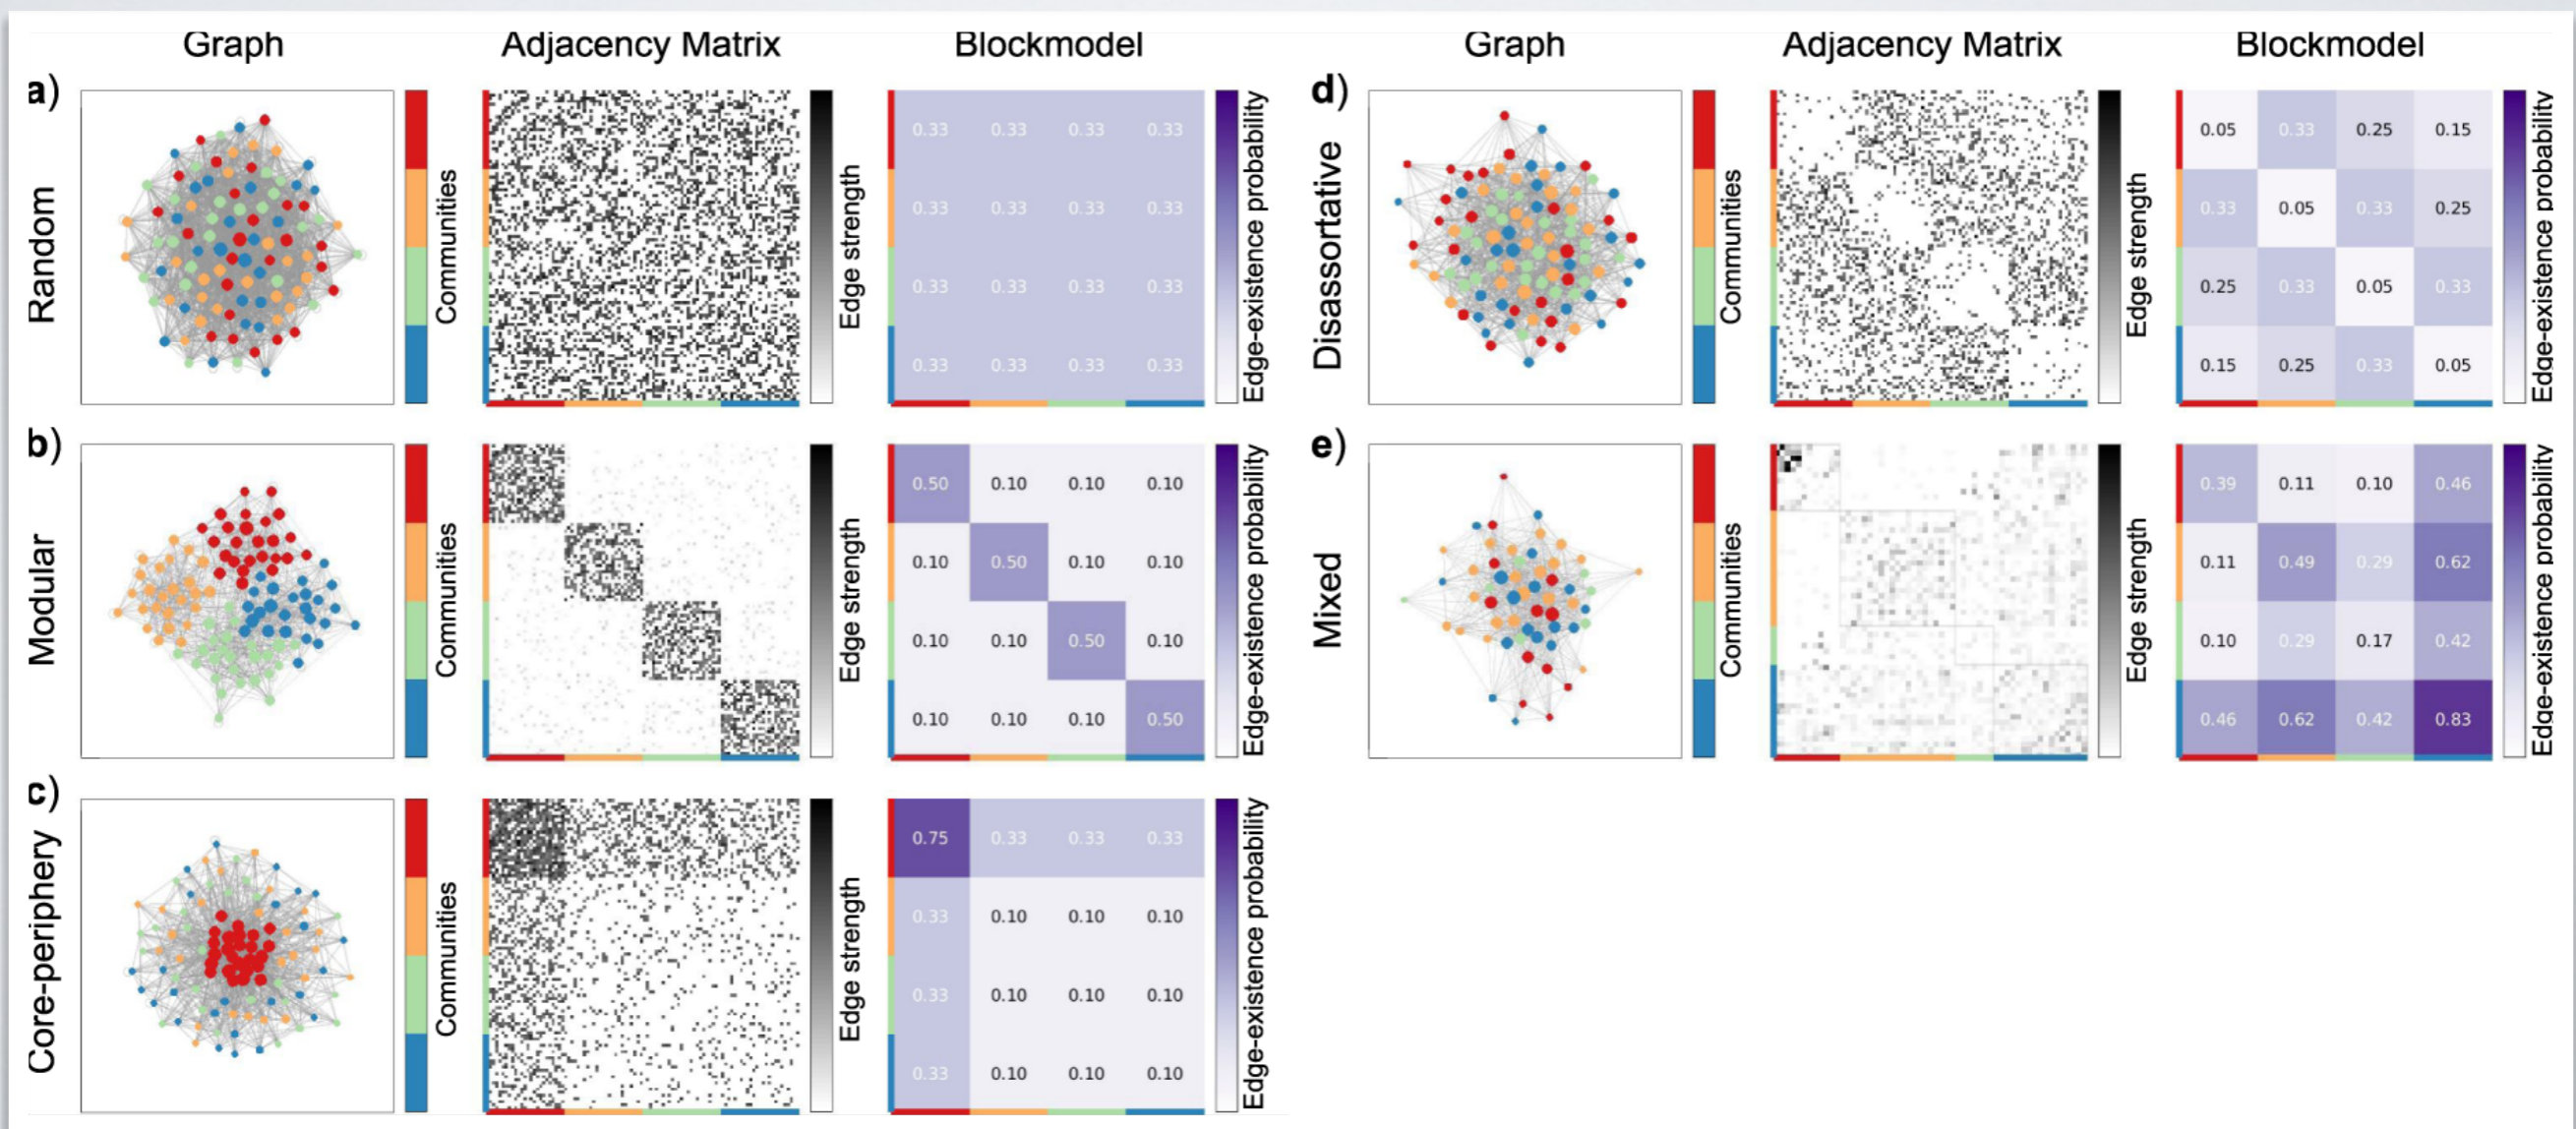 Graph Adjacency Matrix Blockmodel
a)
Random
Communities
Edge strength
0.33 0.33 0.33 0.33
0.33 0.33 0.33 0.33
0.33 0.33 0.33 0.33
0.33 0.33 0.33 0.33
Edge-existence probability
b)
Modular
Communities
Edge strength
0.50 0.10 0.10 0.10
0.10 0.50 0.10 0.10
0.10 0.10 0.50 0.10
0.10 0.10 0.10 0.50
Edge-existence probability
c)
Core-periphery
Communities
Edge strength
0.75 0.33 0.33 0.33
0.33 0.10 0.10 0.10
0.33 0.10 0.10 0.10
0.33 0.10 0.10 0.10
Edge-existence probability
Graph Adjacency Matrix Blockmodel
d)
Disassortative
Communities
Edge strength
0.05 0.33 0.25 0.15
0.33 0.05 0.33 0.25
0.25 0.33 0.05 0.33
0.15 0.25 0.33 0.05
Edge-existence probability
e)
Mixed
Communities
Edge strength
0.39 0.11 0.10 0.46
0.11 0.49 0.29 0.62
0.10 0.29 0.17 0.42
0.46 0.62 0.42 0.83
Edge-existence probability